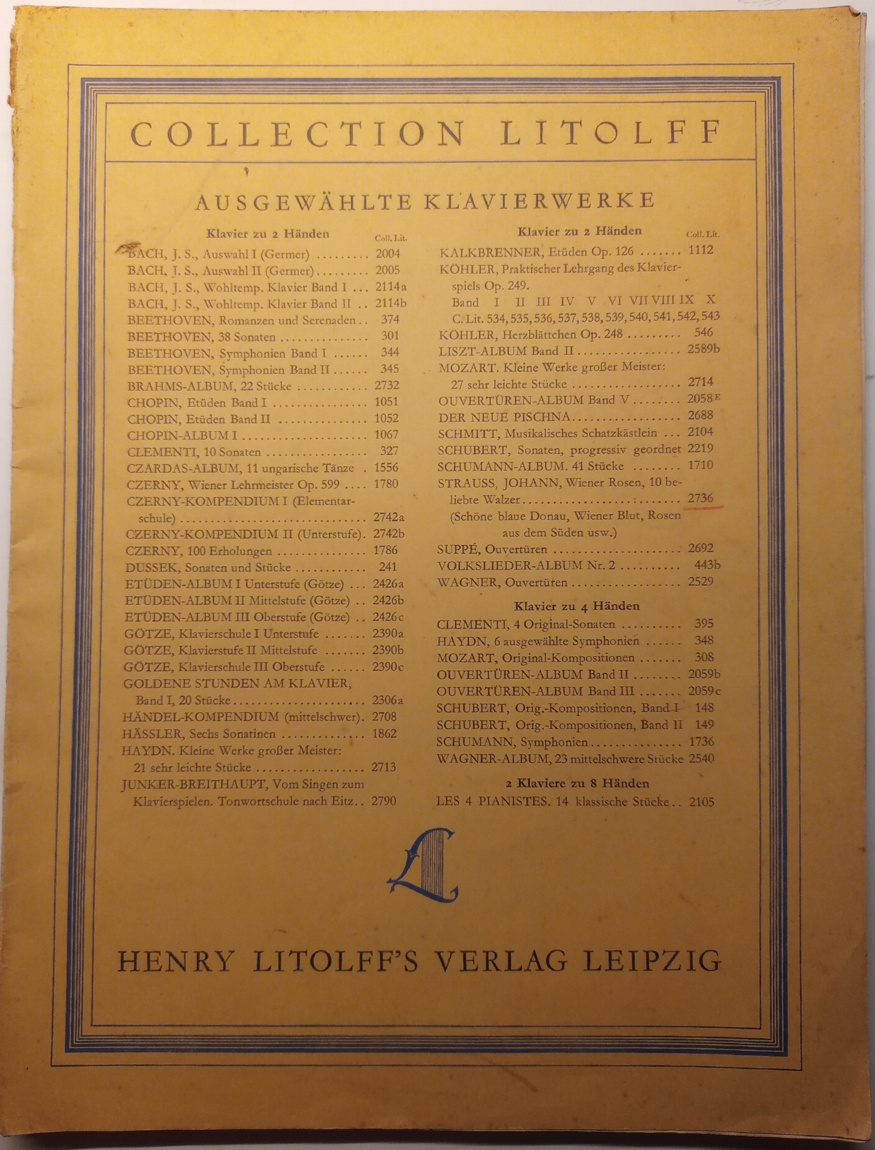 COLLECTION LITOLFF
AUSGEWÄHLTE KLAVIERWERKE
Klavier zu 2 Händen
Coll. Lit.
BACH, J. S., Auswahl I (Germer) ......... 2004
BACH, J. S., Auswahl II (Germer)......... 2005
BACH, J. S., Wohltemp. Klavier Band I ... 2114a
BACH, J. S., Wohltemp. Klavier Band II .. 2114b
BEETHOVEN, Romanzen und Serenaden.. 374
BEETHOVEN, 38 Sonaten .............. 301
BEETHOVEN, Symphonien Band I ...... 344
BEETHOVEN, Symphonien Band II...... 345
BRAHMS-ALBUM, 22 Stücke ........... 2732
CHOPIN, Etüden Band I ............... 1051
CHOPIN, Etüden Band II .............. 1052
CHOPIN-ALBUM I .................... 1067
CLEMENTI, 10 Sonaten ................ 327
CZARDAS-ALBUM, 11 ungarische Tänze . 1556
CZERNY, Wiener Lehrmeister Op. 599 .... 1780
CZERNY-KOMPENDIUM I (Elementar-
schule) .............................. 2742a
CZERNY-KOMPENDIUM II (Unterstufe). 2742b
CZERNY, 100 Erholungen .............. 1786
DUSSEK, Sonaten und Stücke ............ 241
ETÜDEN-ALBUM I Unterstufe (Götze) ... 2426a
ETÜDEN-ALBUM II Mittelstufe (Götze) .. 2426b
ETÜDEN-ALBUM III Oberstufe (Götze) .. 2426c
GÖTZE, Klavierschule I Unterstufe ....... 2390a
GÖTZE, Klavierstufe II Mittelstufe ....... 2390b
GÖTZE, Klavierschule III Oberstufe ...... 2390c
GOLDENE STUNDEN AM KLAVIER,
Band I, 20 Stücke..................... 2306a
HÄNDEL-KOMPENDIUM (mittelschwer). 2708
HÄSSLER, Sechs Sonatinen .............. 1862
HAYDN. Kleine Werke großer Meister:
21 sehr leichte Stücke ................. 2713
JUNKER-BREITHAUPT, Vom Singen zum
Klavierspielen. Tonwortschule nach Eitz.. 2790
Klavier zu 2 Händen
Coll. Lit.
KALKBRENNER, Etüden Op. 126 ....... 1112
KÖHLER, Praktischer Lehrgang des Klavier-
spiels Op. 249.
Band I II III IV V VI VII VIII IX X
C. Lit. 534, 535, 536, 537, 538, 539, 540, 541, 542, 543
KÖHLER, Herzblättchen Op. 248 ......... 546
LISZT-ALBUM Band II................. 2589b
MOZART. Kleine Werke großer Meister:
27 sehr leichte Stücke ................. 2714
OUVERTÜREN-ALBUM Band V........ 2058E
DER NEUE PISCHNA................. 2688
SCHMITT, Musikalisches Schatzkästlein ... 2104
SCHUBERT, Sonaten, progressiv geordnet 2219
SCHUMANN-ALBUM. 41 Stücke ........ 1710
STRAUSS, JOHANN, Wiener Rosen, 10 be-
liebte Walzer.......................... 2736
(Schöne blaue Donau, Wiener Blut, Rosen
aus dem Süden usw.)
SUPPÉ, Ouvertüren ..................... 2692
VOLKSLIEDER-ALBUM Nr. 2 .......... 443b
WAGNER, Ouvertüren .................. 2529
Klavier zu 4 Händen
CLEMENTI, 4 Original-Sonaten .......... 395
HAYDN, 6 ausgewählte Symphonien ...... 348
MOZART, Original-Kompositionen ....... 308
OUVERTÜREN-ALBUM Band II ....... 2059b
OUVERTÜREN-ALBUM Band III ...... 2059c
SCHUBERT, Orig.-Kompositionen, Band I 148
SCHUBERT, Orig.-Kompositionen, Band II 149
SCHUMANN, Symphonien............... 1736
WAGNER-ALBUM, 23 mittelschwere Stücke 2540
2 Klaviere zu 8 Händen
LES 4 PIANISTES. 14 klassische Stücke.. 2105
L
HENRY LITOLFF'S VERLAG LEIPZIG